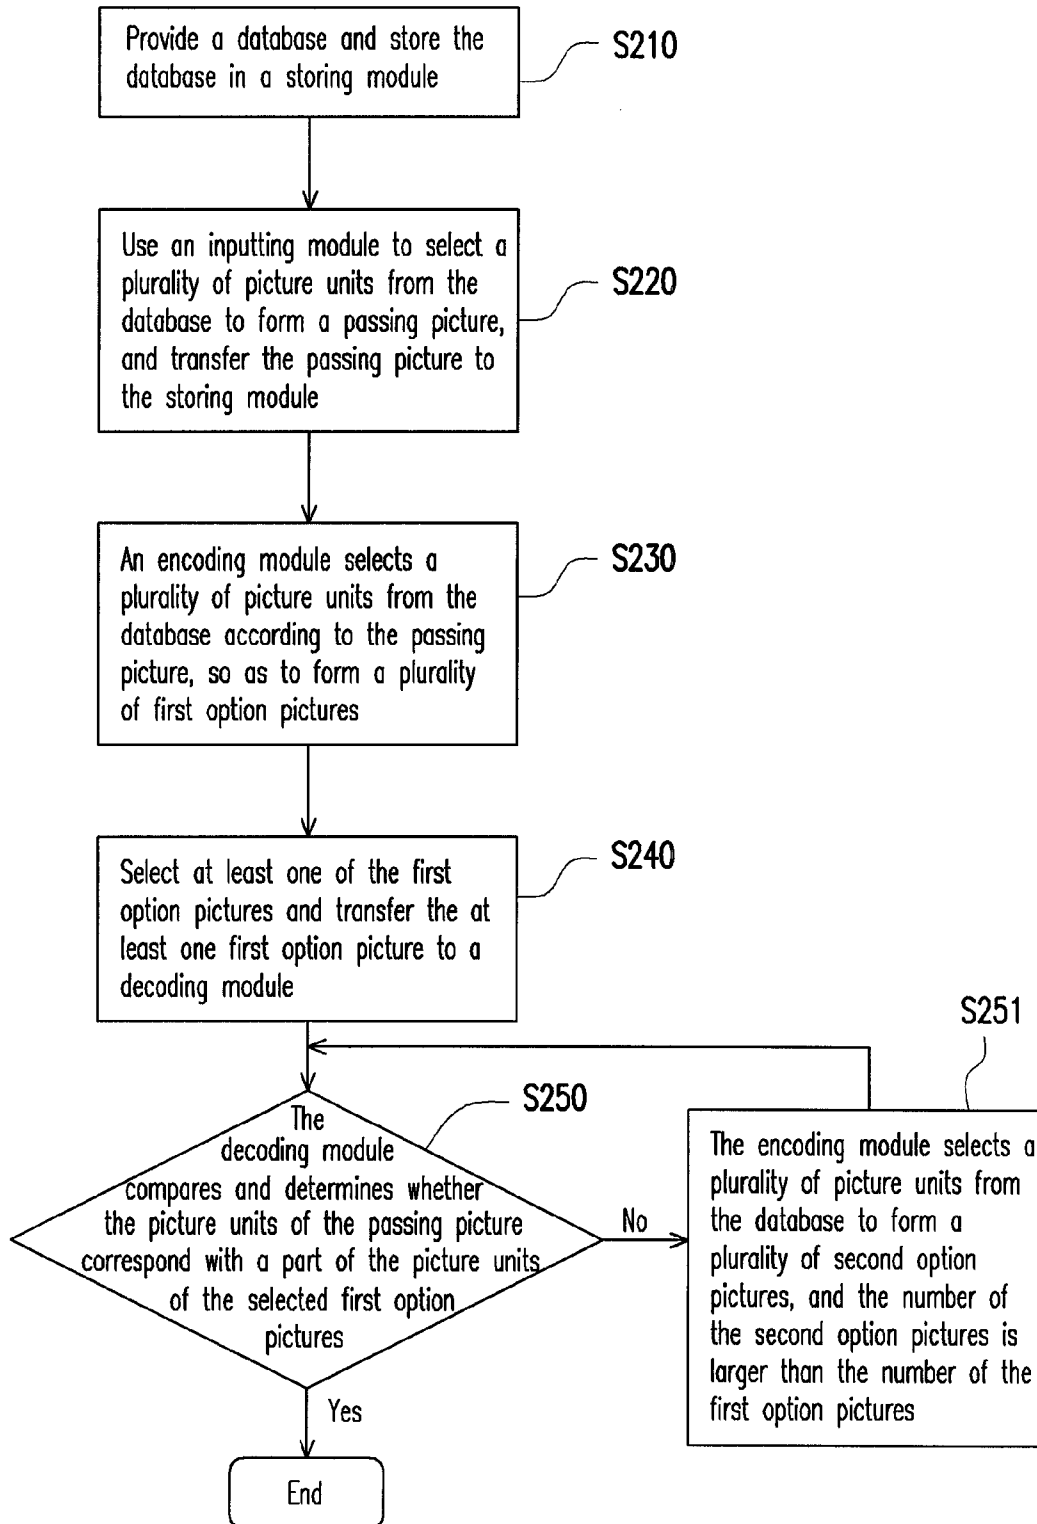 Provide a database and store the
database in a storing module
S210
Use an inputting module to select a
plurality of picture units from the
database to form a passing picture,
and transfer the passing picture to
the storing module
S220
An encoding module selects a
plurality of picture units from the
database according to the passing
picture, so as to form a plurality
of first option pictures
S230
Select at least one of the first
option pictures and transfer the at
least one first option picture to a
decoding module
S240
The
decoding module
compares and determines whether
the picture units of the passing picture
correspond with a part of the picture units
of the selected first option
pictures
S250
No
S251
The encoding module selects a
plurality of picture units from
the database to form a
plurality of second option
pictures, and the number of
the second option pictures is
larger than the number of the
first option pictures
Yes
End